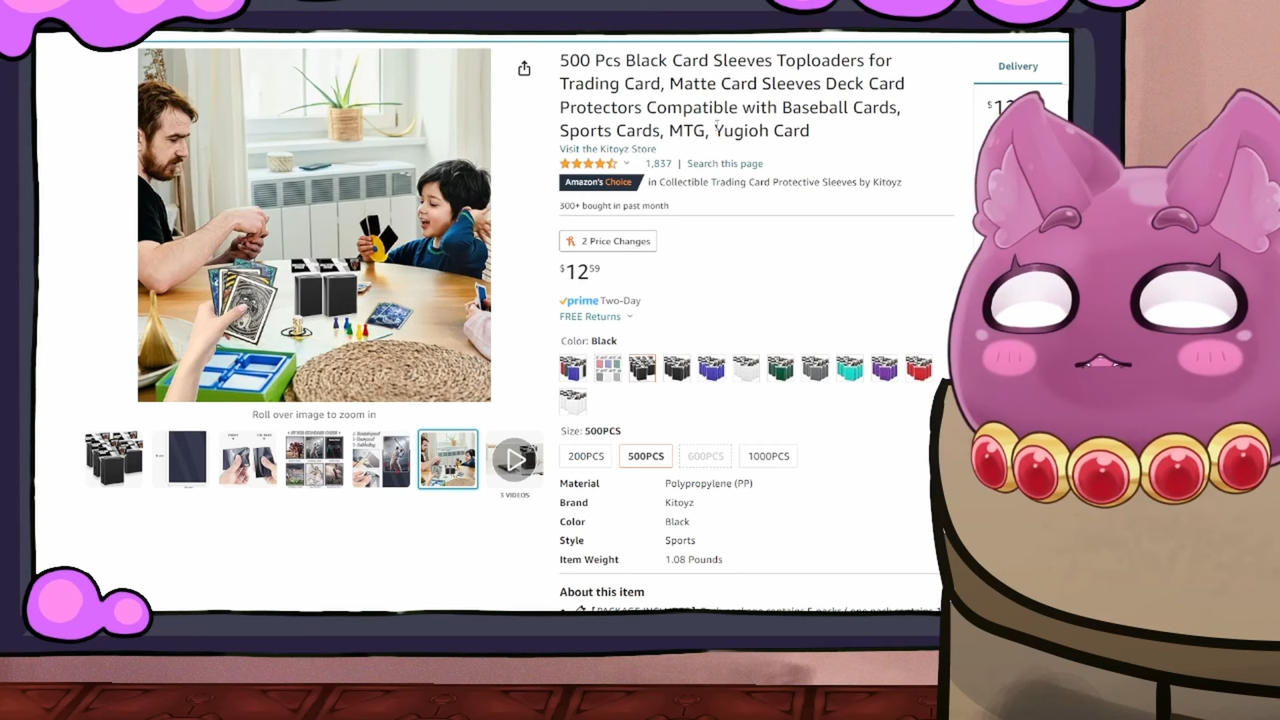 500 Pcs Black Card Sleeves Toploaders for
Trading Card, Matte Card Sleeves Deck Card
Protectors Compatible with Baseball Cards,
Sports Cards, MTG, Yugioh Card
Visit the Kitoyz Store
1,837 | Search this page
Amazon's Choice in Collectible Trading Card Protective Sleeves by Kitoyz
300+ bought in past month
2 Price Changes
$12 59
prime Two-Day
FREE Returns
Color: Black
Size: 500PCS
200PCS 500PCS 600PCS 1000PCS
Material Polypropylene (PP)
Brand Kitoyz
Color Black
Style Sports
Item Weight 1.08 Pounds
About this item
Roll over image to zoom in
3 VIDEOS
Delivery